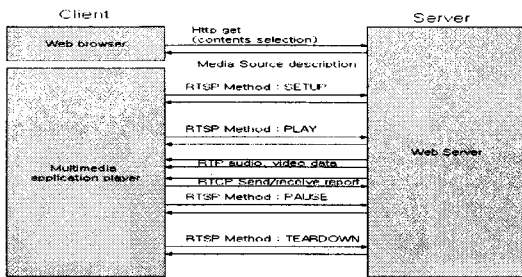 Client
Server
Web browser
Http get
(contents selection)
Media Source description
RTSP Method : SETUP
RTSP Method : PLAY
Multimedia
application player
Web Server
RTP audio, video data
RTCP Send/receive report
RTSP Method : PAUSE
RTSP Method : TEARDOWN